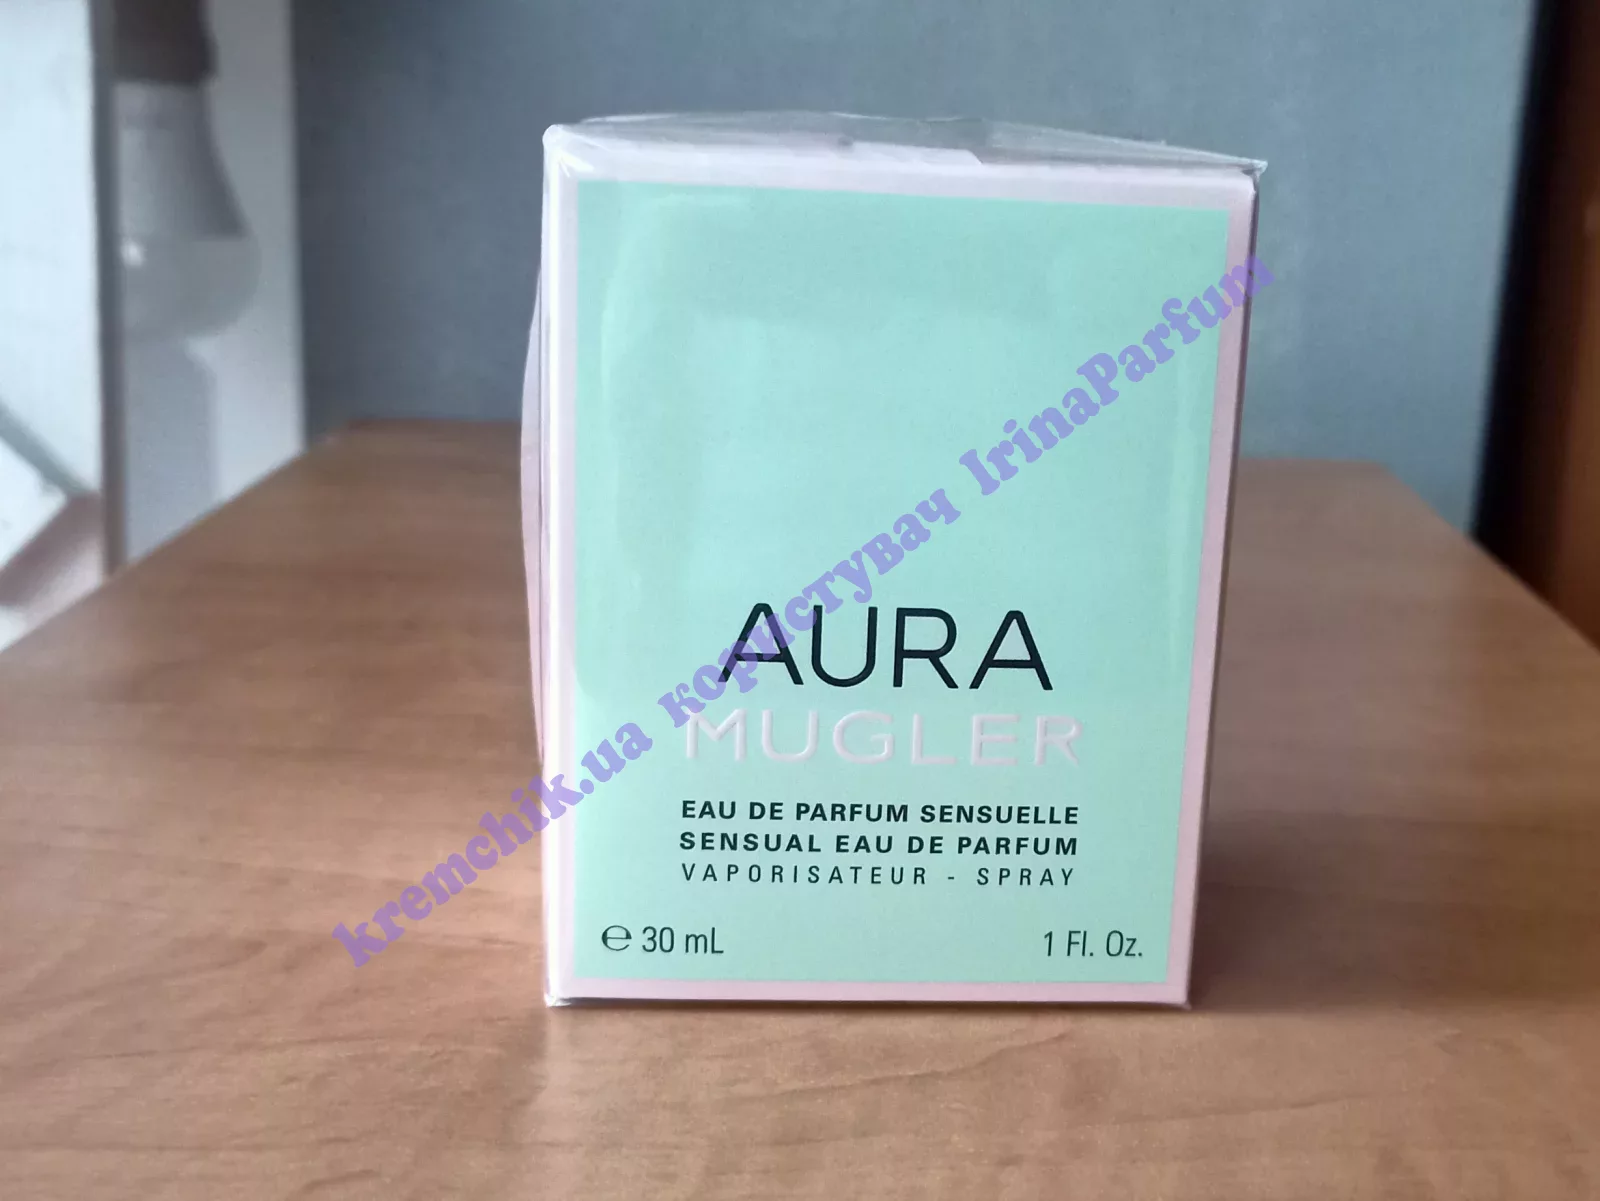 AURA
MUGLER
EAU DE PARFUM SENSUELLE
SENSUAL EAU DE PARFUM
VAPORISATEUR - SPRAY
℮ 30 mL
1 Fl. Oz.
kremchik.ua користувач IrinaParfum